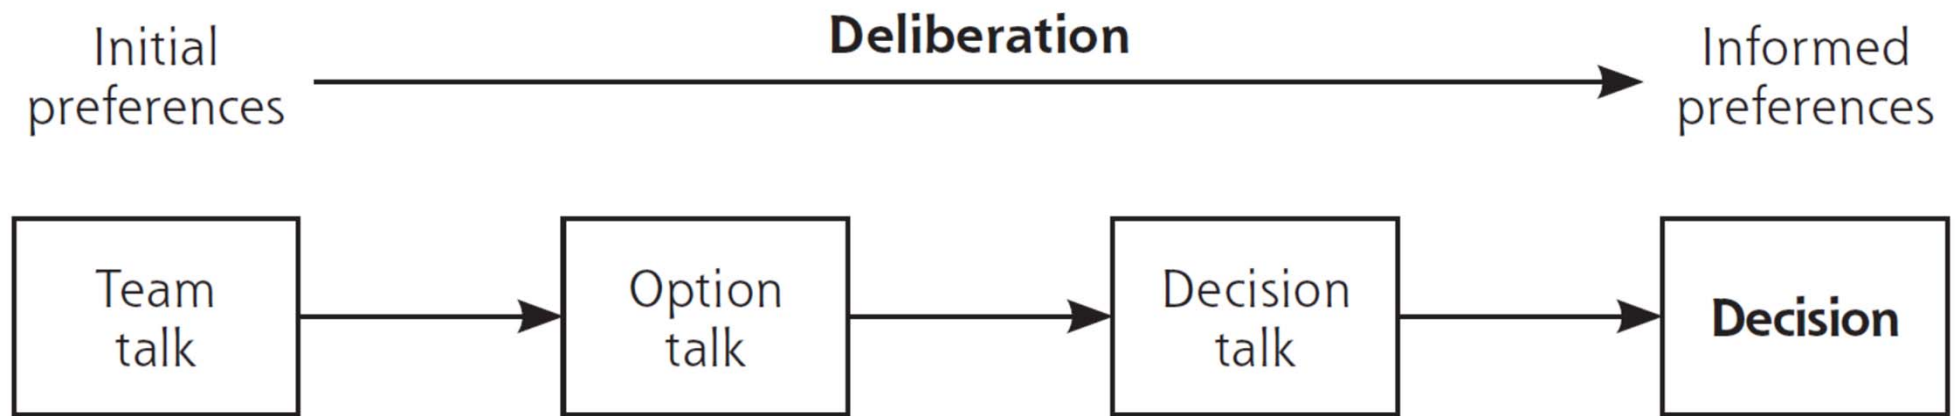 Initial
preferences
Deliberation
Informed
preferences
Team
talk
Option
talk
Decision
talk
Decision